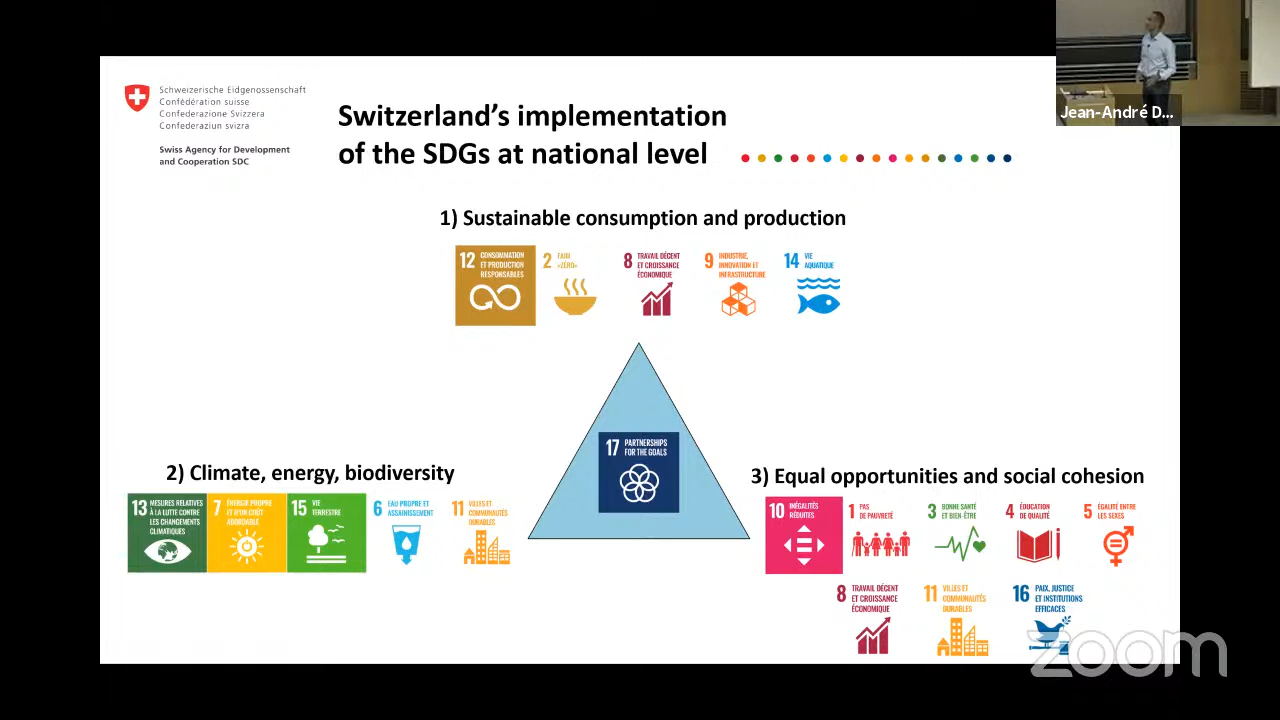 Schweizerische Eidgenossenschaft
Confédération suisse
Confederazione Svizzera
Confederaziun svizra
Swiss Agency for Development
and Cooperation SDC
Switzerland's implementation
of the SDGs at national level
Jean-André D...
1) Sustainable consumption and production
12 CONSOMMATION
ET PRODUCTION
RESPONSABLES
2 FAIM
«ZÉRO»
8 TRAVAIL DÉCENT
ET CROISSANCE
ÉCONOMIQUE
9 INDUSTRIE,
INNOVATION ET
INFRASTRUCTURE
14 VIE
AQUATIQUE
17 PARTNERSHIPS
FOR THE GOALS
2) Climate, energy, biodiversity
13 MESURES RELATIVES
À LA LUTTE CONTRE
LES CHANGEMENTS
CLIMATIQUES
7 ÉNERGIE PROPRE
ET D'UN COÛT
ABORDABLE
15 VIE
TERRESTRE
6 EAU PROPRE ET
ASSAINISSEMENT
11 VILLES ET
COMMUNAUTÉS
DURABLES
3) Equal opportunities and social cohesion
10 INÉGALITÉS
RÉDUITES
1 PAS
DE PAUVRETÉ
3 BONNE SANTÉ
ET BIEN-ÊTRE
4 ÉDUCATION
DE QUALITÉ
5 ÉGALITÉ ENTRE
LES SEXES
8 TRAVAIL DÉCENT
ET CROISSANCE
ÉCONOMIQUE
11 VILLES ET
COMMUNAUTÉS
DURABLES
16 PAIX, JUSTICE
ET INSTITUTIONS
EFFICACES
zoom